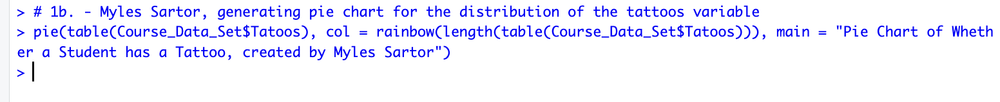 > # 1b. - Myles Sartor, generating pie chart for the distribution of the tattoos variable
> pie(table(Course_Data_Set$Tatoos), col = rainbow(length(table(Course_Data_Set$Tatoos))), main = "Pie Chart of Wheth
er a Student has a Tattoo, created by Myles Sartor")
>